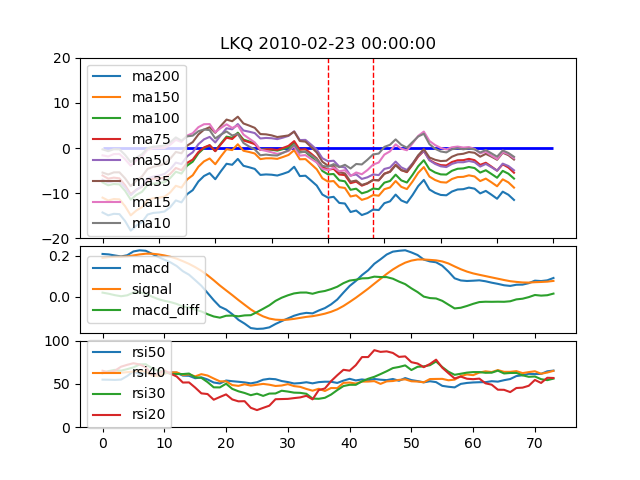 LKQ 2010-02-23 00:00:00
20
10
0
−10
−20
ma200
ma150
ma100
ma75
ma50
ma35
ma15
ma10
0.2
0.0
macd
signal
macd_diff
100
50
0
rsi50
rsi40
rsi30
rsi20
0 10 20 30 40 50 60 70